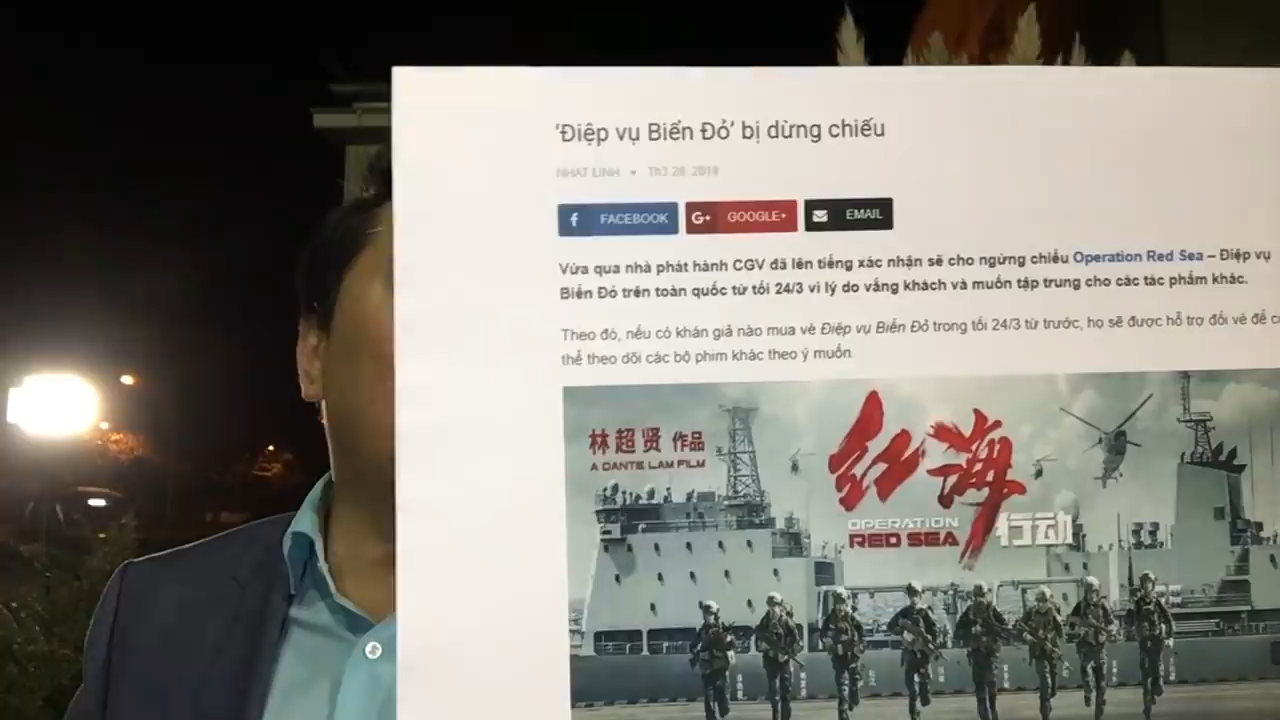 ‘Điệp vụ Biển Đỏ’ bị dừng chiếu
NHAT LINH • Th3 28, 2018
FACEBOOK
GOOGLE+
EMAIL
Vừa qua nhà phát hành CGV đã lên tiếng xác nhận sẽ cho ngừng chiếu Operation Red Sea – Điệp vụ
Biển Đỏ trên toàn quốc từ tối 24/3 vì lý do vắng khách và muốn tập trung cho các tác phẩm khác.
Theo đó, nếu có khán giả nào mua vé Điệp vụ Biển Đỏ trong tối 24/3 từ trước, họ sẽ được hỗ trợ đổi vé để c
thể theo dõi các bộ phim khác theo ý muốn.
林超贤 作品
A DANTE LAM FILM
红海
行动
OPERATION
RED SEA